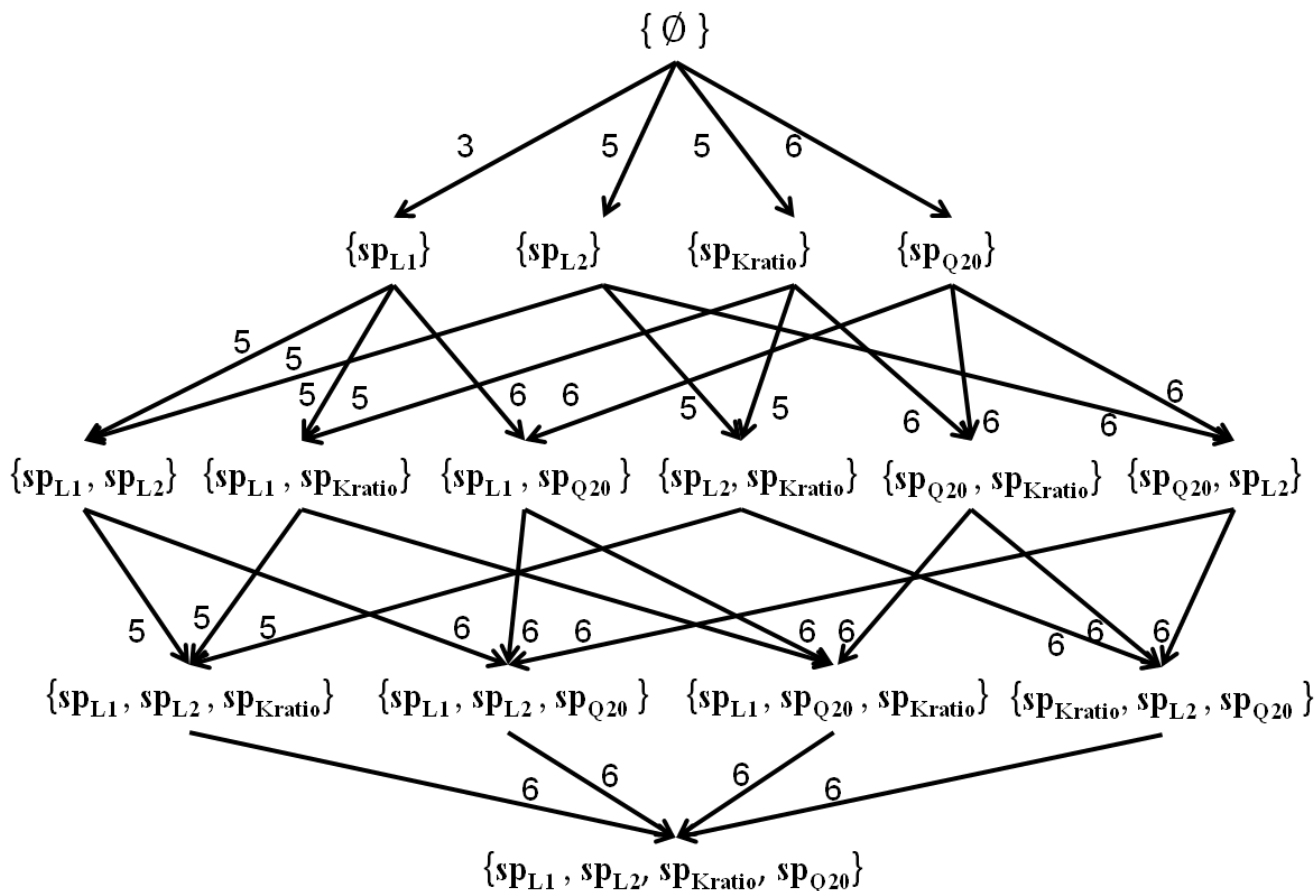 { Ø }
3 5 5 6
{sp_L1} {sp_L2} {sp_Kratio} {sp_Q20}
5 5 5 5 6 6 5 5 6 6 6 6
{sp_L1, sp_L2} {sp_L1, sp_Kratio} {sp_L1, sp_Q20} {sp_L2, sp_Kratio} {sp_Q20, sp_Kratio} {sp_Q20, sp_L2}
5 5 5 6 6 6 6 6 6 6 6
{sp_L1, sp_L2, sp_Kratio} {sp_L1, sp_L2, sp_Q20} {sp_L1, sp_Q20, sp_Kratio} {sp_Kratio, sp_L2, sp_Q20}
6 6 6 6
{sp_L1, sp_L2, sp_Kratio, sp_Q20}